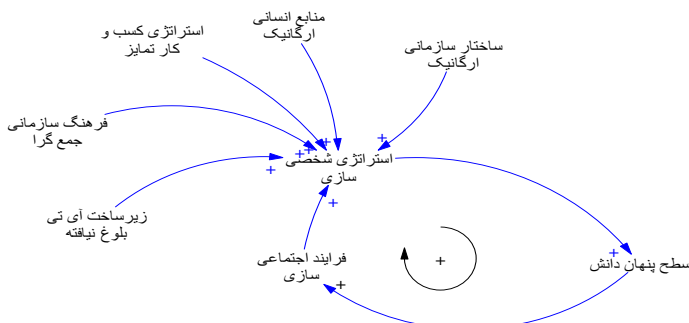 منابع انسانی
ارگانیک
استراتژی کسب و
کار تمایز
ساختار سازمانی
ارگانیک
فرهنگ سازمانی
جمع گرا
استراتژی شخصی
سازی
زیرساخت آی تی
بلوغ نیافته
فرایند اجتماعی
سازی
سطح پنهان دانش